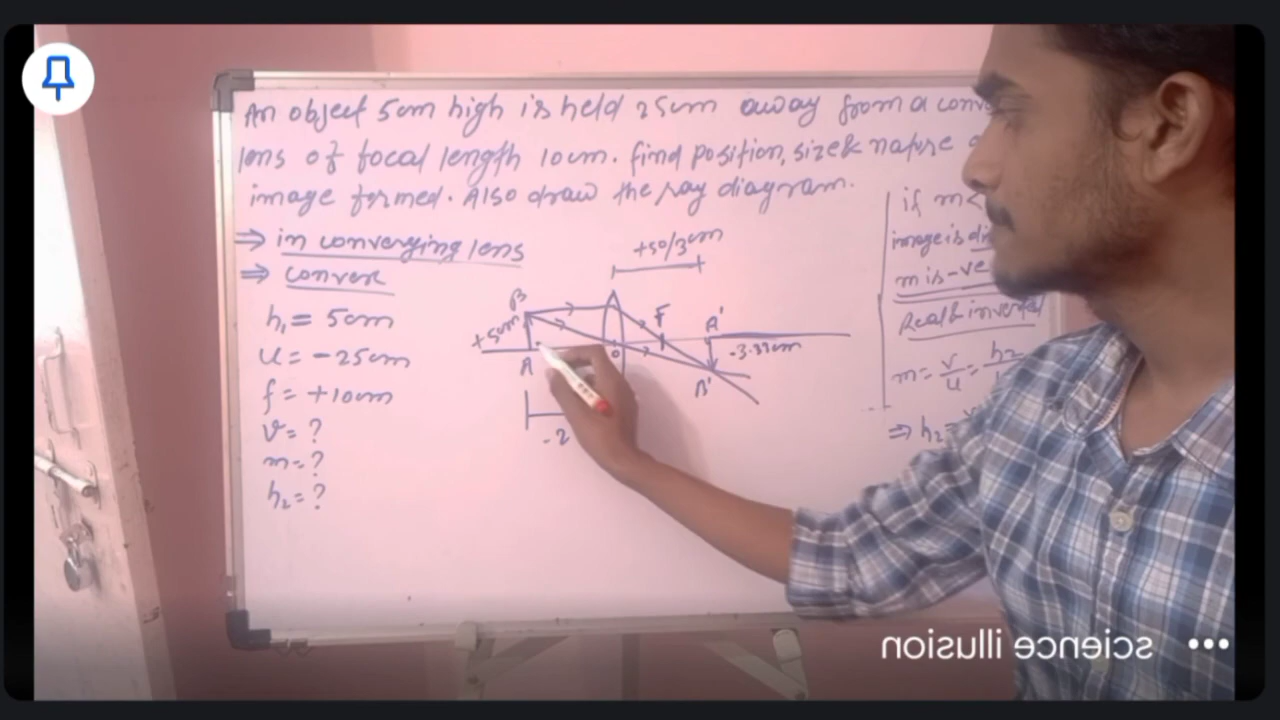 An object 5cm high is held 25cm away from a
lens of focal length 10cm. find position, size & nature
image formed. Also draw the ray diagram.
⇒ in converging lens
⇒ convex
h₁ = 5cm
u = -25cm
f = +10cm
v = ?
m = ?
h₂ = ?
+50/3cm
B
+5cm
A
F
O
A'
-3.33cm
B'
-2
if m<
image is
m is -ve
Real & inverted
m = v/u = h₂
⇒ h₂ =
science illusion